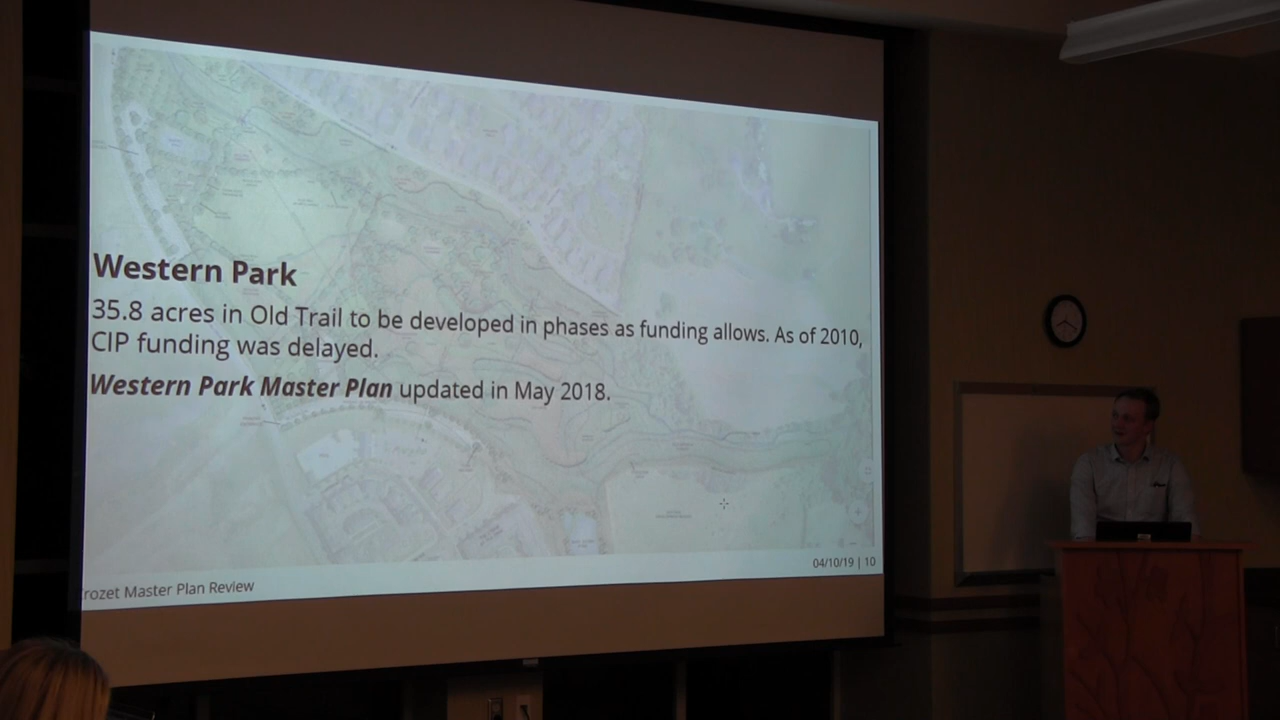 Western Park
35.8 acres in Old Trail to be developed in phases as funding allows. As of 2010,
CIP funding was delayed.
Western Park Master Plan updated in May 2018.
rozet Master Plan Review
04/10/19 | 10